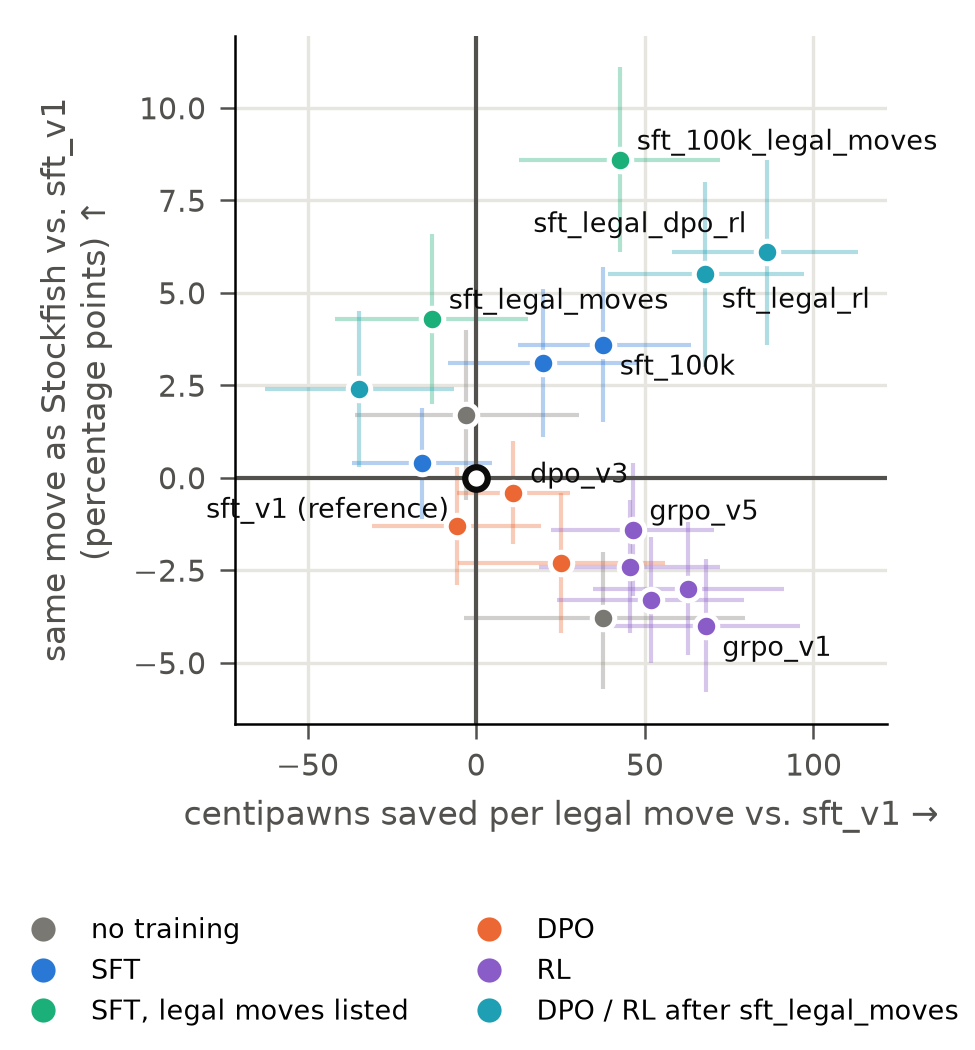 same move as Stockfish vs. sft_v1
(percentage points) ↑
10.0
7.5
5.0
2.5
0.0
−2.5
−5.0
sft_100k_legal_moves
sft_legal_dpo_rl
sft_legal_rl
sft_legal_moves
sft_100k
dpo_v3
sft_v1 (reference)
grpo_v5
grpo_v1
−50
0
50
100
centipawns saved per legal move vs. sft_v1 →
no training
SFT
SFT, legal moves listed
DPO
RL
DPO / RL after sft_legal_moves